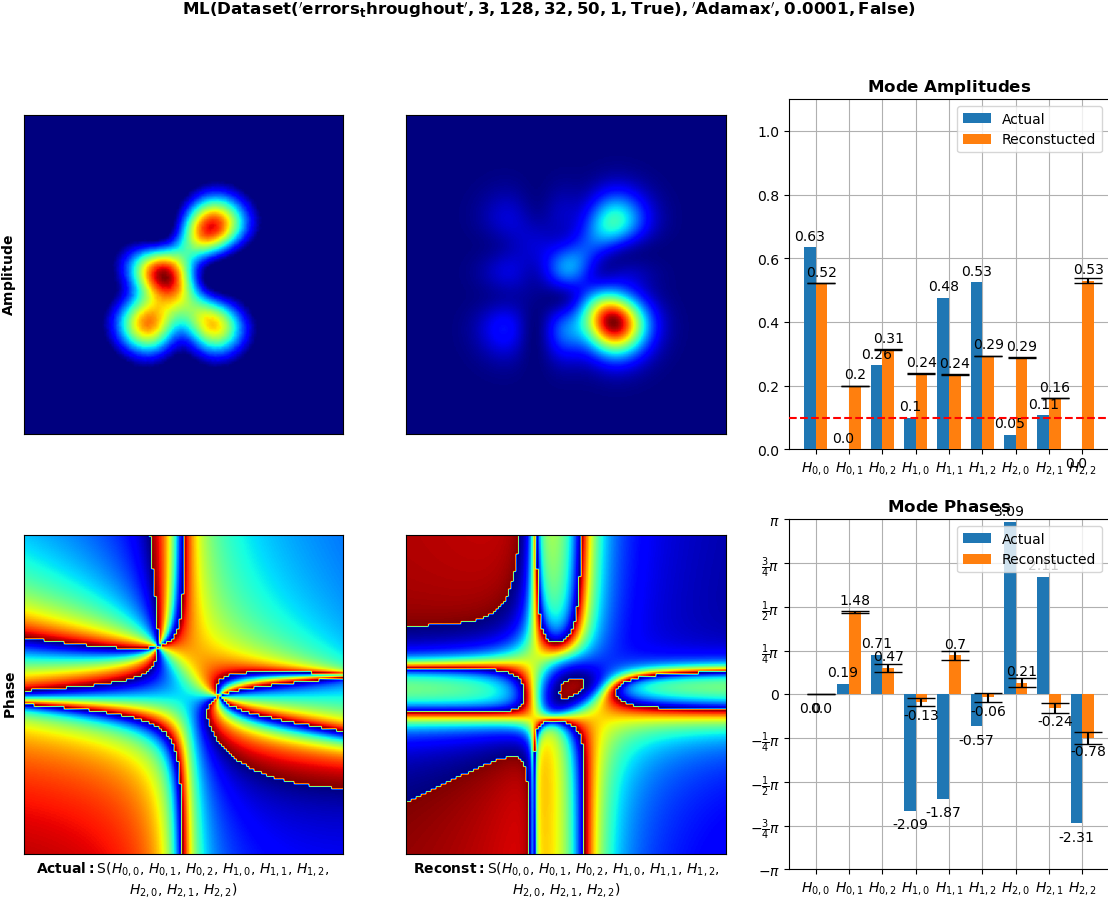 ML(Dataset('errors_throughout', 3, 128, 32, 50, 1, True), 'Adamax', 0.0001, False)
Amplitude
Mode Amplitudes
Actual
Reconstucted
1.0
0.8
0.6
0.4
0.2
0.0
0.63
0.52
0.0
0.2
0.26
0.31
0.1
0.24
0.48
0.24
0.53
0.29
0.05
0.29
0.11
0.16
0.0
0.53
H0,0 H0,1 H0,2 H1,0 H1,1 H1,2 H2,0 H2,1 H2,2
Phase
Actual: S(H0,0, H0,1, H0,2, H1,0, H1,1, H1,2,
H2,0, H2,1, H2,2)
Reconst: S(H0,0, H0,1, H0,2, H1,0, H1,1, H1,2,
H2,0, H2,1, H2,2)
Mode Phases
Actual
Reconstucted
π
3/4π
1/2π
1/4π
0
−1/4π
−1/2π
−3/4π
−π
0.0
0.0
0.19
1.48
0.71
0.47
-2.09
-0.13
-1.87
0.7
-0.57
-0.06
3.09
0.21
2.11
-0.24
-2.31
-0.78
H0,0 H0,1 H0,2 H1,0 H1,1 H1,2 H2,0 H2,1 H2,2